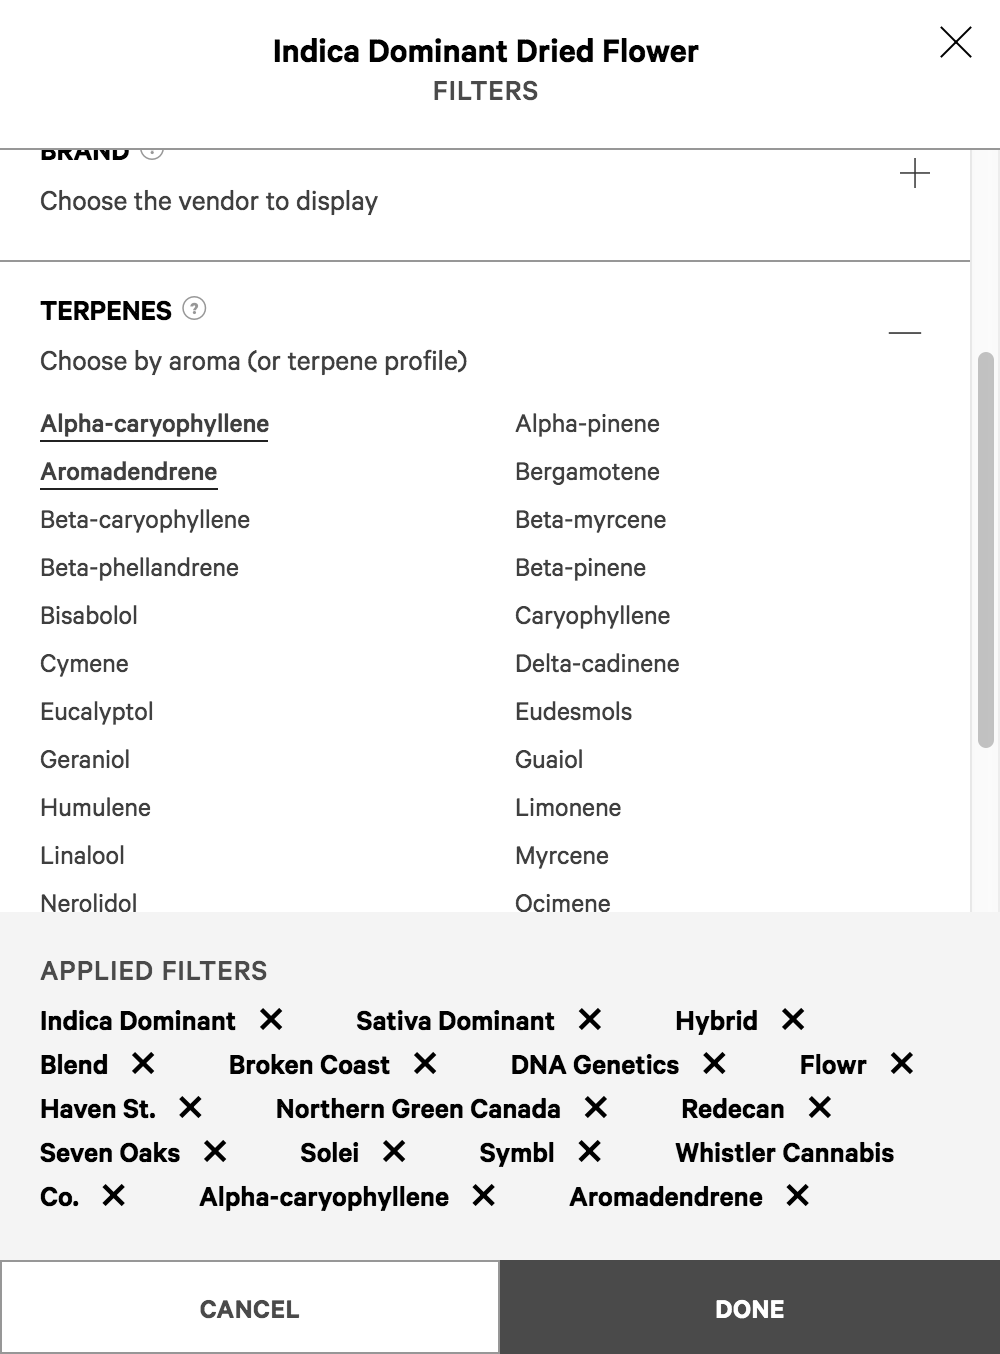 Indica Dominant Dried Flower
FILTERS
BRAND ?
Choose the vendor to display
TERPENES ?
Choose by aroma (or terpene profile)
Alpha-caryophyllene Alpha-pinene
Aromadendrene Bergamotene
Beta-caryophyllene Beta-myrcene
Beta-phellandrene Beta-pinene
Bisabolol Caryophyllene
Cymene Delta-cadinene
Eucalyptol Eudesmols
Geraniol Guaiol
Humulene Limonene
Linalool Myrcene
Nerolidol Ocimene
APPLIED FILTERS
Indica Dominant ✕ Sativa Dominant ✕ Hybrid ✕
Blend ✕ Broken Coast ✕ DNA Genetics ✕ Flowr ✕
Haven St. ✕ Northern Green Canada ✕ Redecan ✕
Seven Oaks ✕ Solei ✕ Symbl ✕ Whistler Cannabis
Co. ✕ Alpha-caryophyllene ✕ Aromadendrene ✕
CANCEL DONE